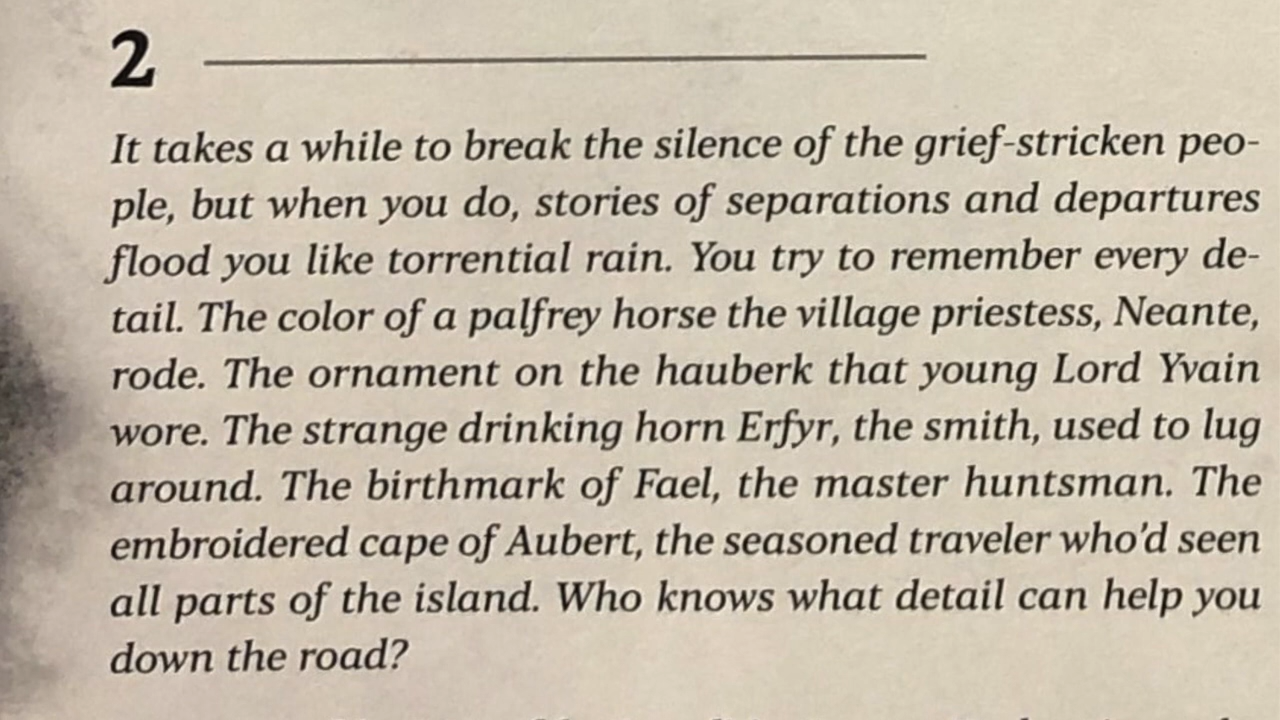 2
It takes a while to break the silence of the grief-stricken peo-
ple, but when you do, stories of separations and departures
flood you like torrential rain. You try to remember every de-
tail. The color of a palfrey horse the village priestess, Neante,
rode. The ornament on the hauberk that young Lord Yvain
wore. The strange drinking horn Erfyr, the smith, used to lug
around. The birthmark of Fael, the master huntsman. The
embroidered cape of Aubert, the seasoned traveler who'd seen
all parts of the island. Who knows what detail can help you
down the road?